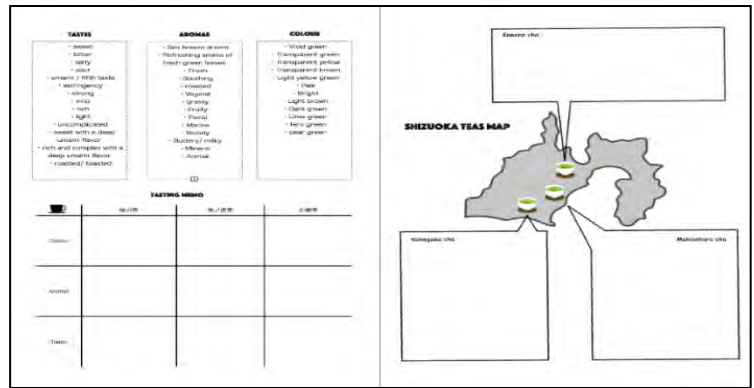 TASTES
- sweet
- bitter
- salty
- sour
- umami / fifth taste
- astringency
- strong
- mild
- rich
- light
- uncomplicated
- sweet with a deep
umami flavor
- rich and complex with a
deep umami flavor
- roasted/ toasted
AROMAS
- Sea breeze aroma
- Refreshing aroma of
fresh green leaves
- Fresh
- Soothing
- roasted
- Vegetal
- grassy
- Fruity
- Floral
- Marine
- Buttery/ milky
- Mineral
- Animal
COLOUR
- Vivid green
- Transparent green
- Transparent yellow
- Transparent brown
- Light yellow green
- Pale
- Bright
- Light brown
- Dark green
- Lime green
- Fern green
TASTING MEMO
Colour
Aroma
Taste
Kawane cha
SHIZUOKA TEAS MAP
Kakegawa cha
Makinohara cha